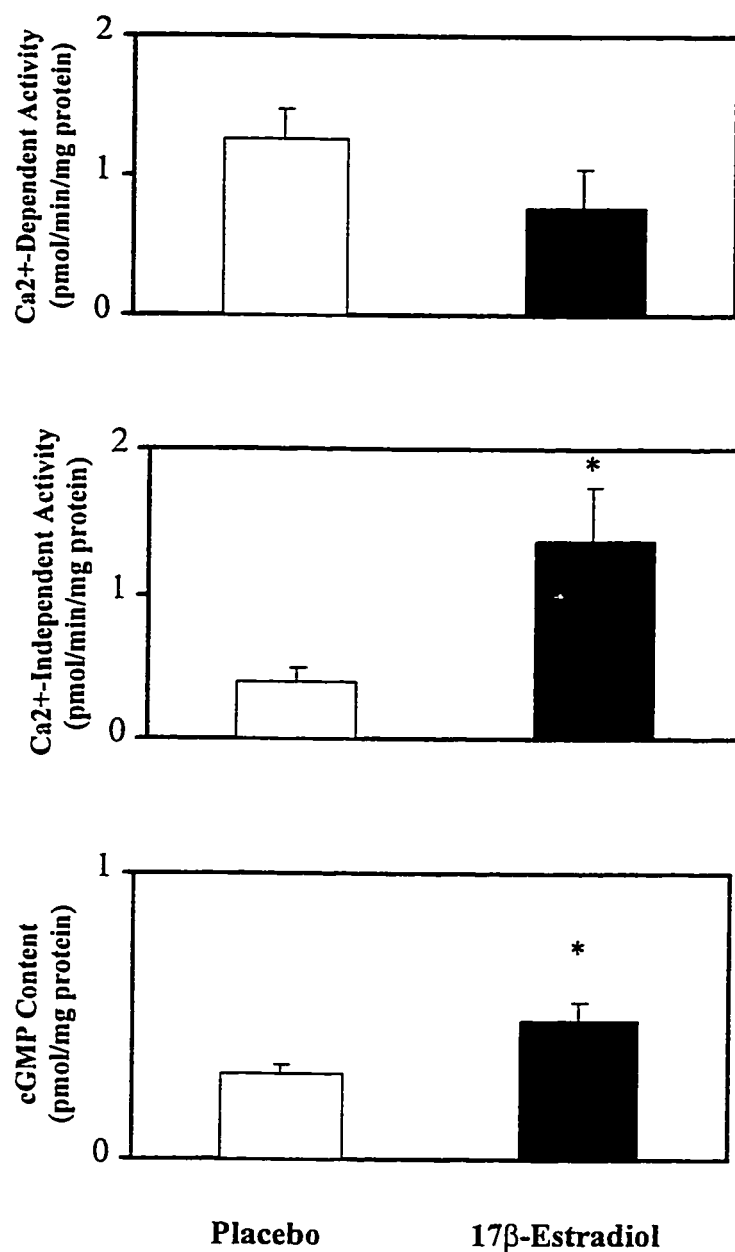 Ca2+-Dependent Activity
(pmol/min/mg protein)
2
1
0
Ca2+-Independent Activity
(pmol/min/mg protein)
2
1
0
*
cGMP Content
(pmol/mg protein)
1
0
*
Placebo
17β-Estradiol